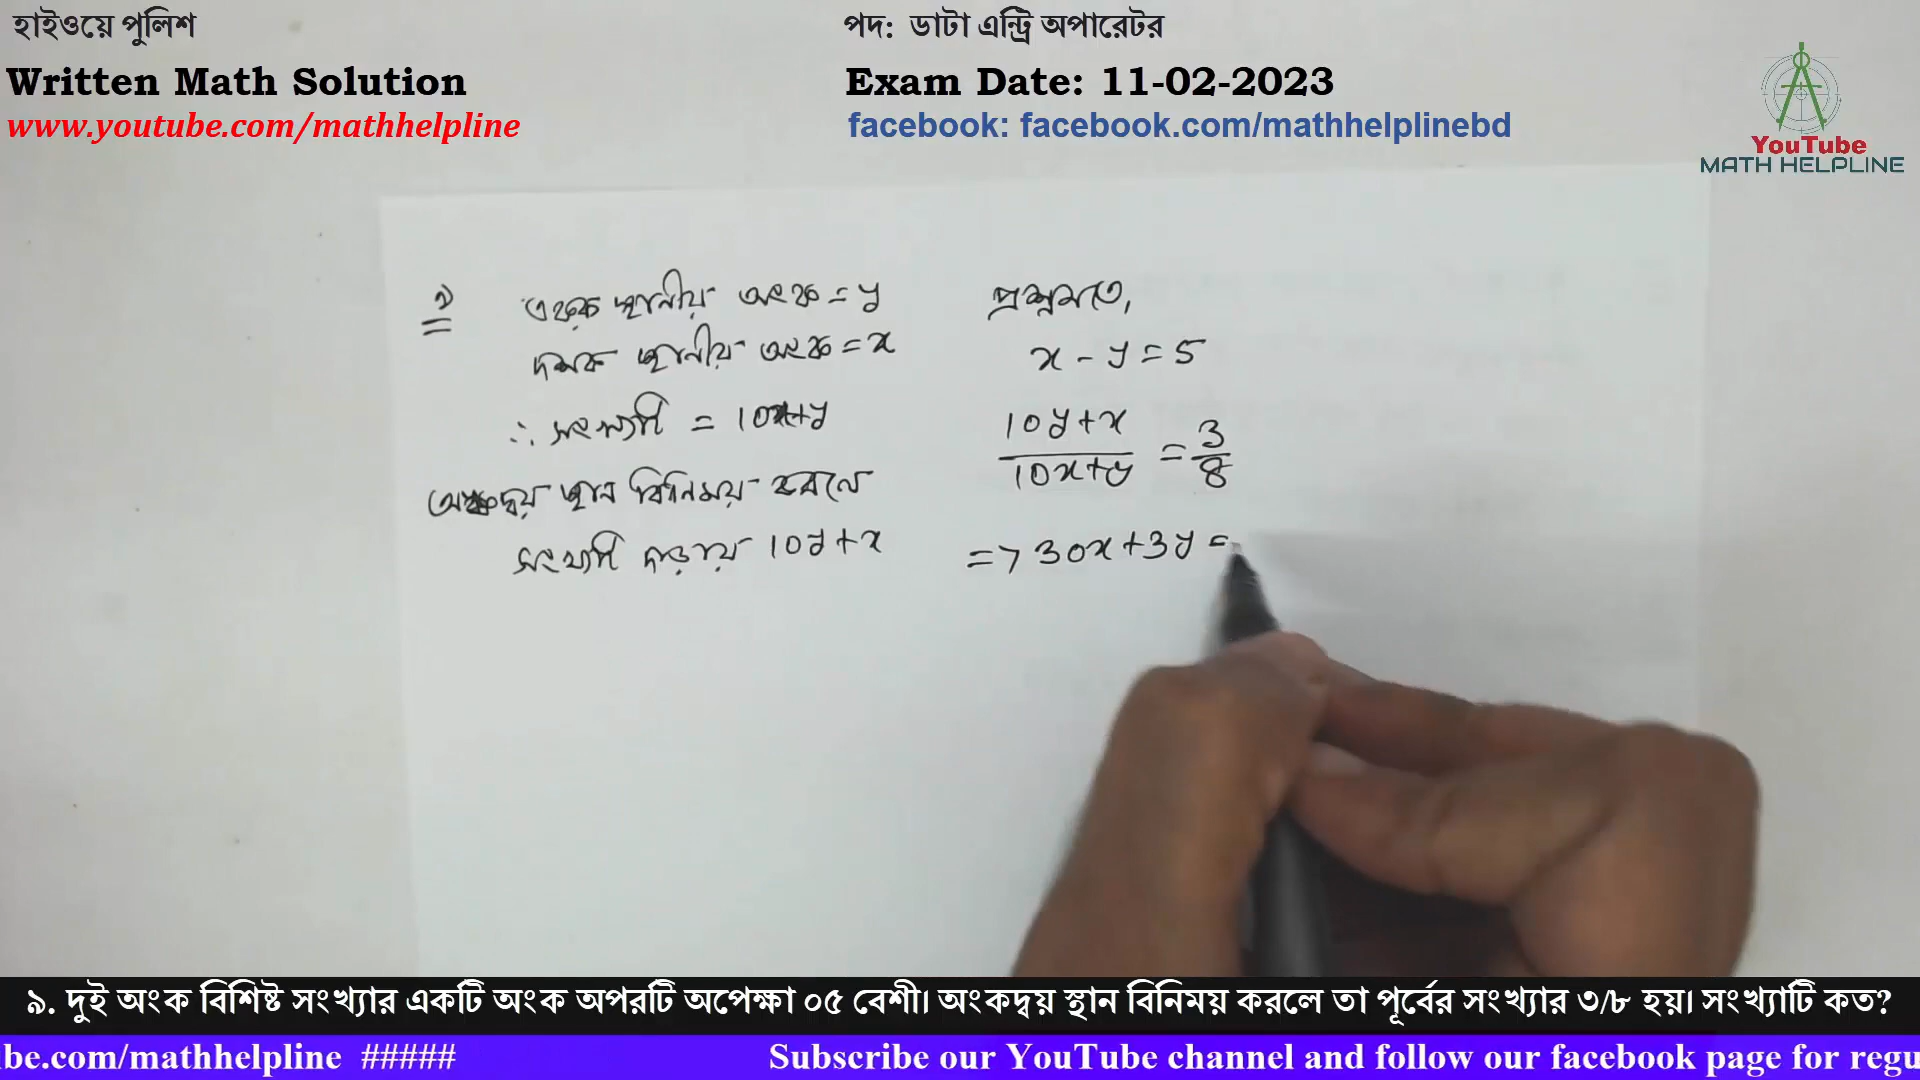 হাইওয়ে পুলিশ
পদ: ডাটা এন্ট্রি অপারেটর
Written Math Solution
Exam Date: 11-02-2023
www.youtube.com/mathhelpline
facebook: facebook.com/mathhelplinebd
YouTube
MATH HELPLINE
৯
একক স্থানীয় অংক = y
দশক স্থানীয় অংক = x
∴ সংখ্যাটি = 10x+y
অঙ্কদ্বয় স্থান বিনিময় করলে
সংখ্যাটি দাড়ায় 10y+x
প্রশ্নমতে,
x - y = 5
10y+x / 10x+y = 3/8
=> 30x+3y =
৯. দুই অংক বিশিষ্ট সংখ্যার একটি অংক অপরটি অপেক্ষা ০৫ বেশী। অংকদ্বয় স্থান বিনিময় করলে তা পূর্বের সংখ্যার ৩/৮ হয়। সংখ্যাটি কত?
be.com/mathhelpline ##### Subscribe our YouTube channel and follow our facebook page for regu